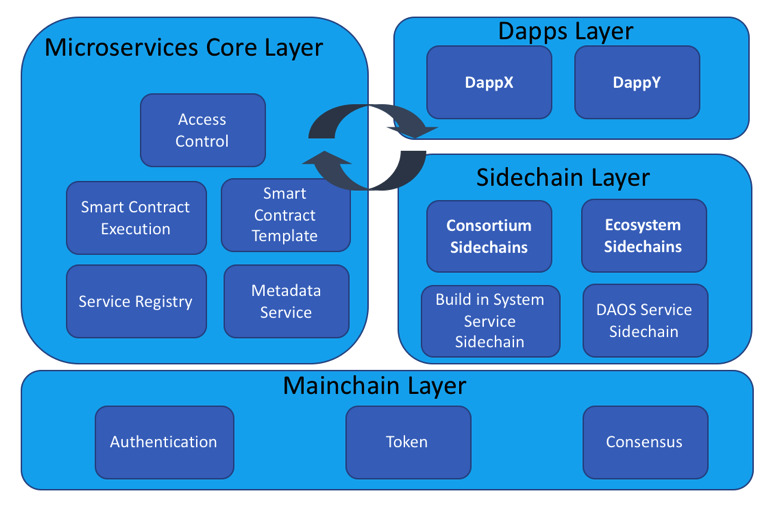 Microservices Core Layer
Access
Control
Smart Contract
Execution
Smart
Contract
Template
Service Registry
Metadata
Service
Dapps Layer
DappX
DappY
Sidechain Layer
Consortium
Sidechains
Ecosystem
Sidechains
Build in System
Service
Sidechain
DAOS Service
Sidechain
Mainchain Layer
Authentication
Token
Consensus